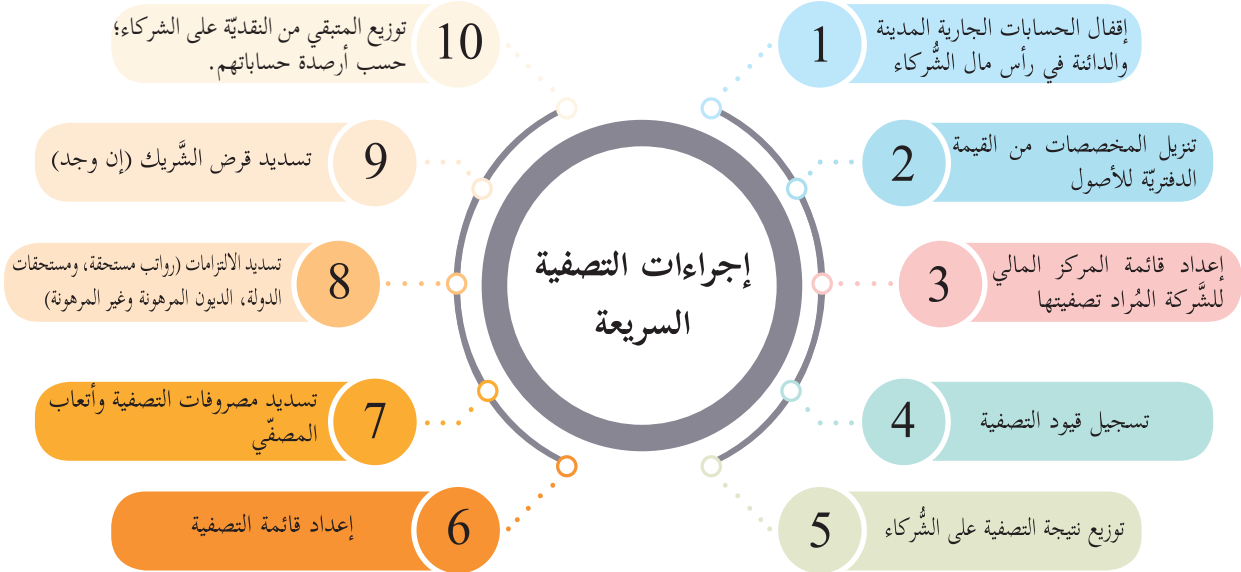 إجراءات التصفية
السريعة
1
إقفال الحسابات الجارية المدينة
والدائنة في رأس مال الشُّركاء
2
تنزيل المخصصات من القيمة
الدفتريّة للأصول
3
إعداد قائمة المركز المالي
للشَّركة المُراد تصفيتها
4
تسجيل قيود التصفية
5
توزيع نتيجة التصفية على الشُّركاء
6
إعداد قائمة التصفية
7
تسديد مصروفات التصفية وأتعاب
المصفّي
8
تسديد الالتزامات (رواتب مستحقة، ومستحقات
الدولة، الديون المرهونة وغير المرهونة)
9
تسديد قرض الشَّريك (إن وجد)
10
توزيع المتبقي من النقديّة على الشركاء؛
حسب أرصدة حساباتهم.